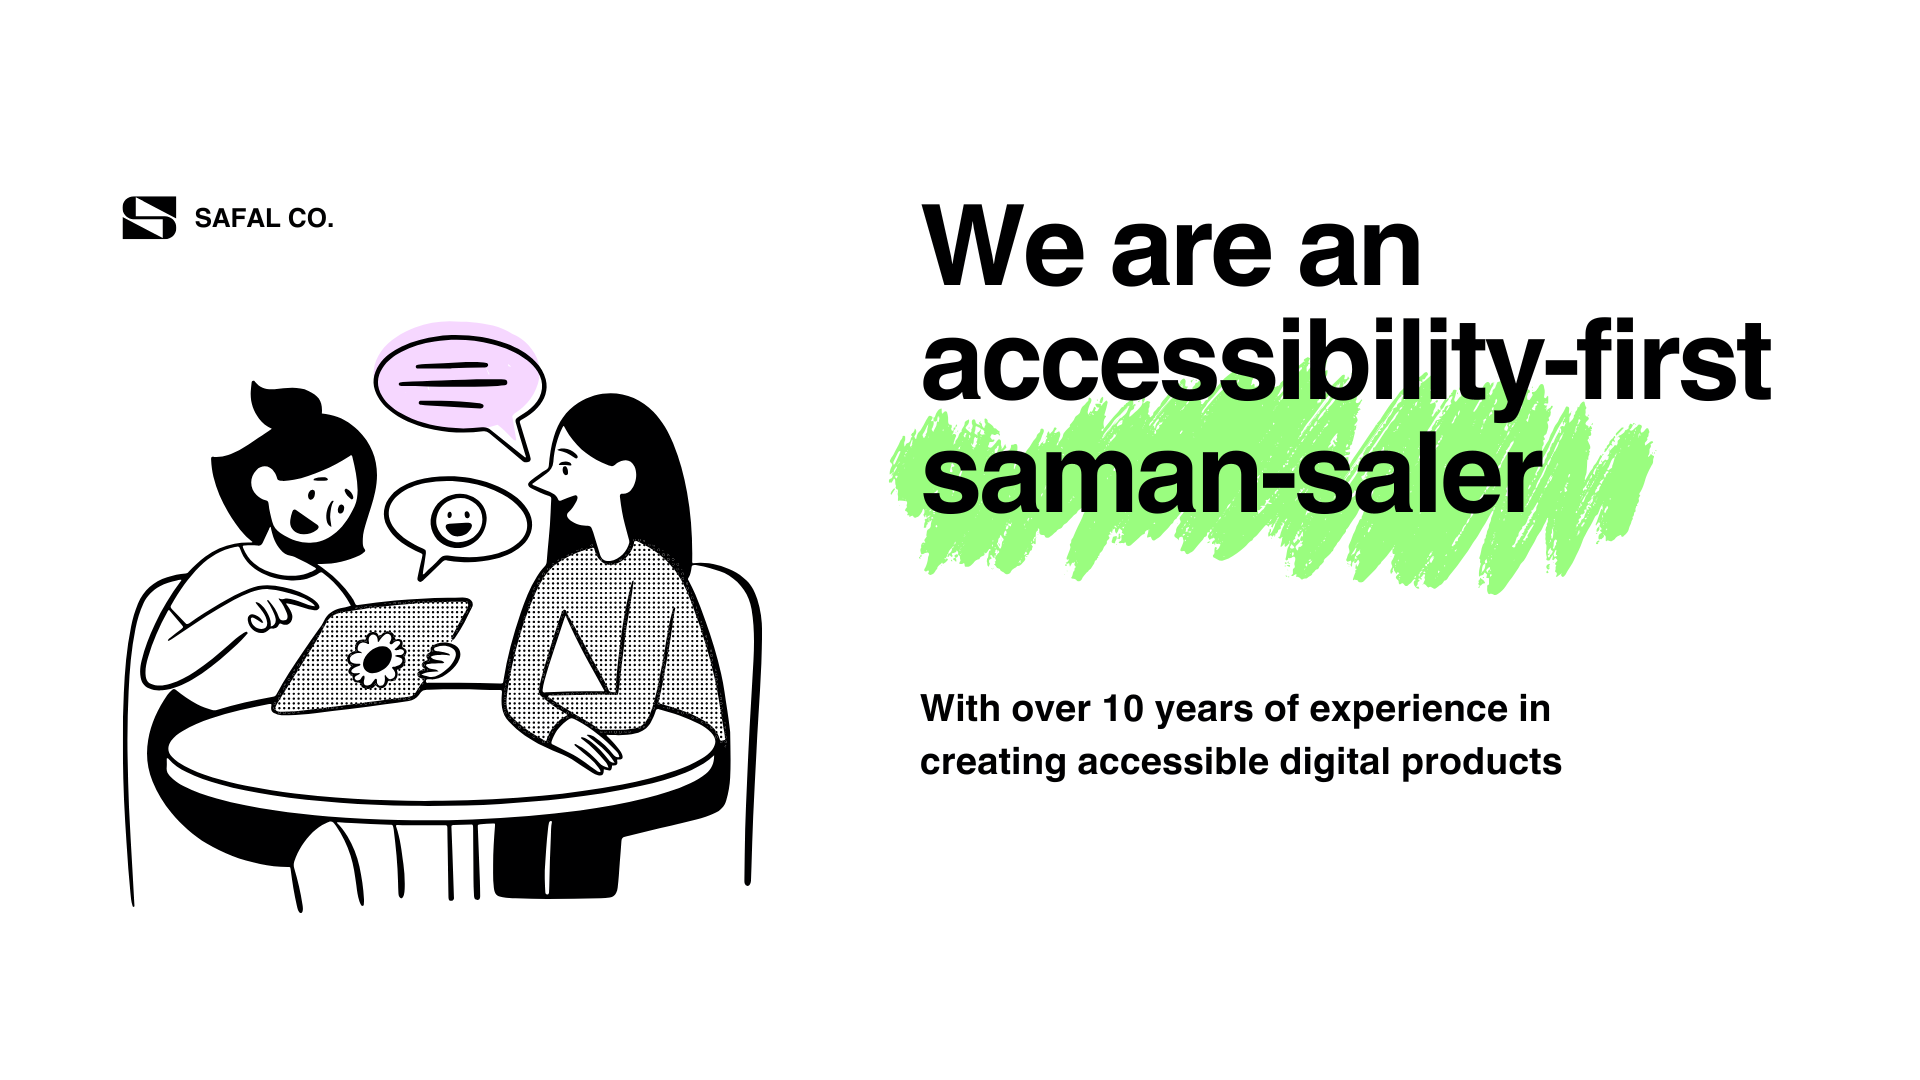 SAFAL CO.
We are an
accessibility-first
saman-saler
With over 10 years of experience in
creating accessible digital products